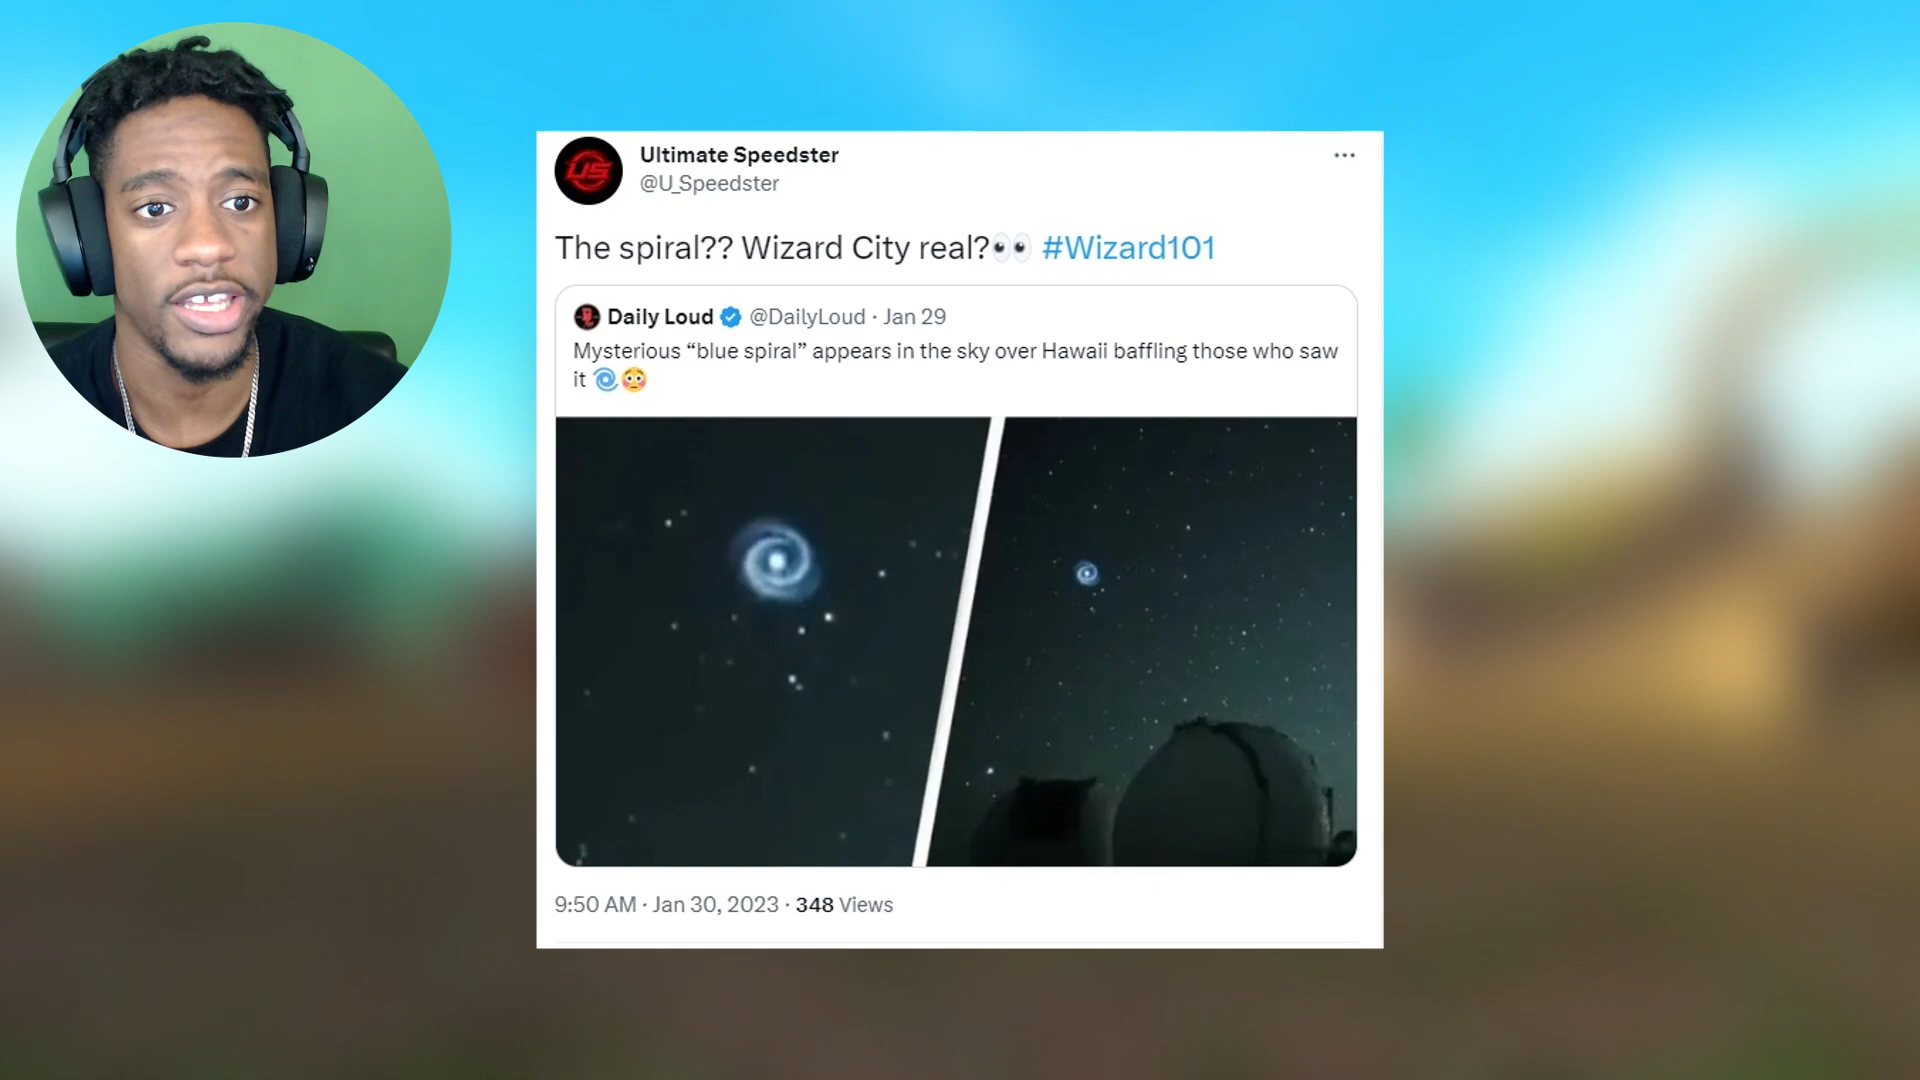 US
Ultimate Speedster
@U_Speedster
The spiral?? Wizard City real?👀 #Wizard101
Daily Loud @DailyLoud · Jan 29
Mysterious “blue spiral” appears in the sky over Hawaii baffling those who saw
it 🌀😳
9:50 AM · Jan 30, 2023 · 348 Views